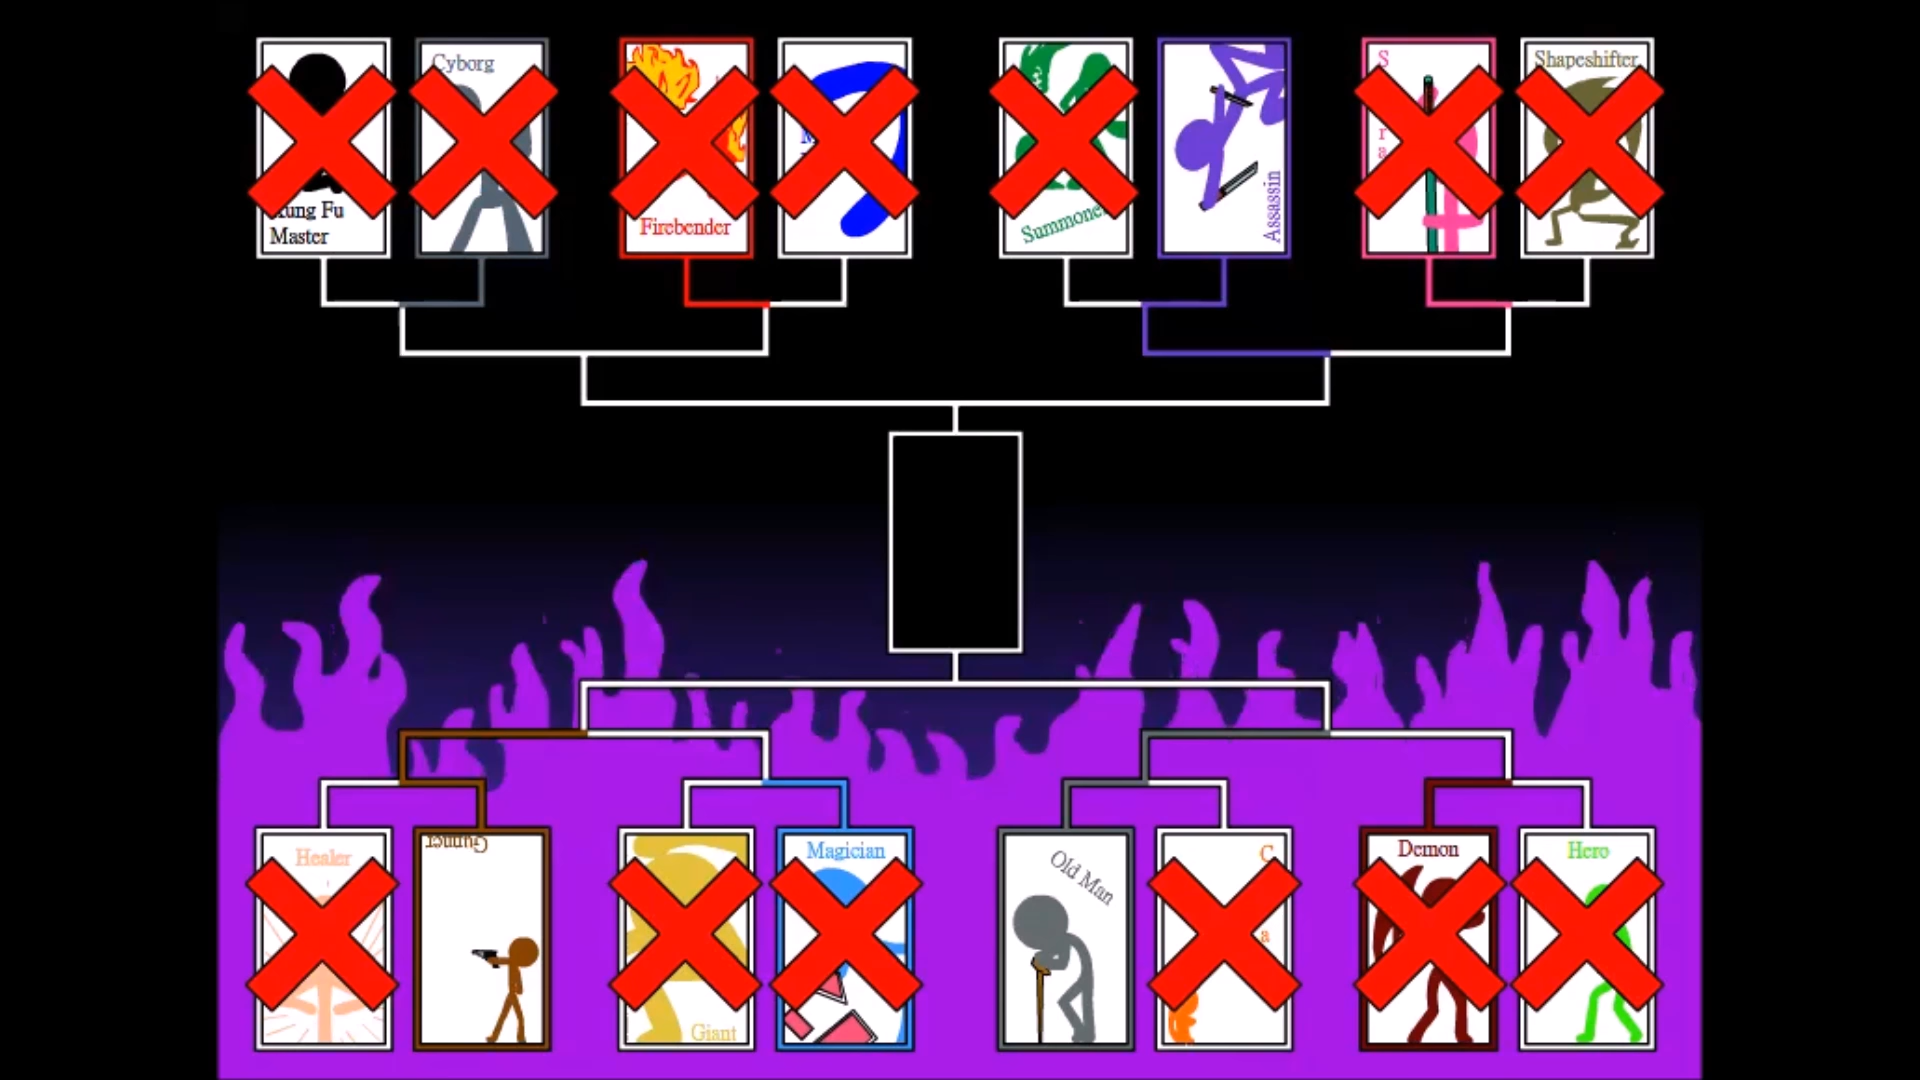 Cyborg
Kung Fu
Master
Firebender
M
Summoner
Assassin
S
r
a
Shapeshifter
Healer
Gunner
Giant
Magician
Old Man
C
a
Demon
Hero